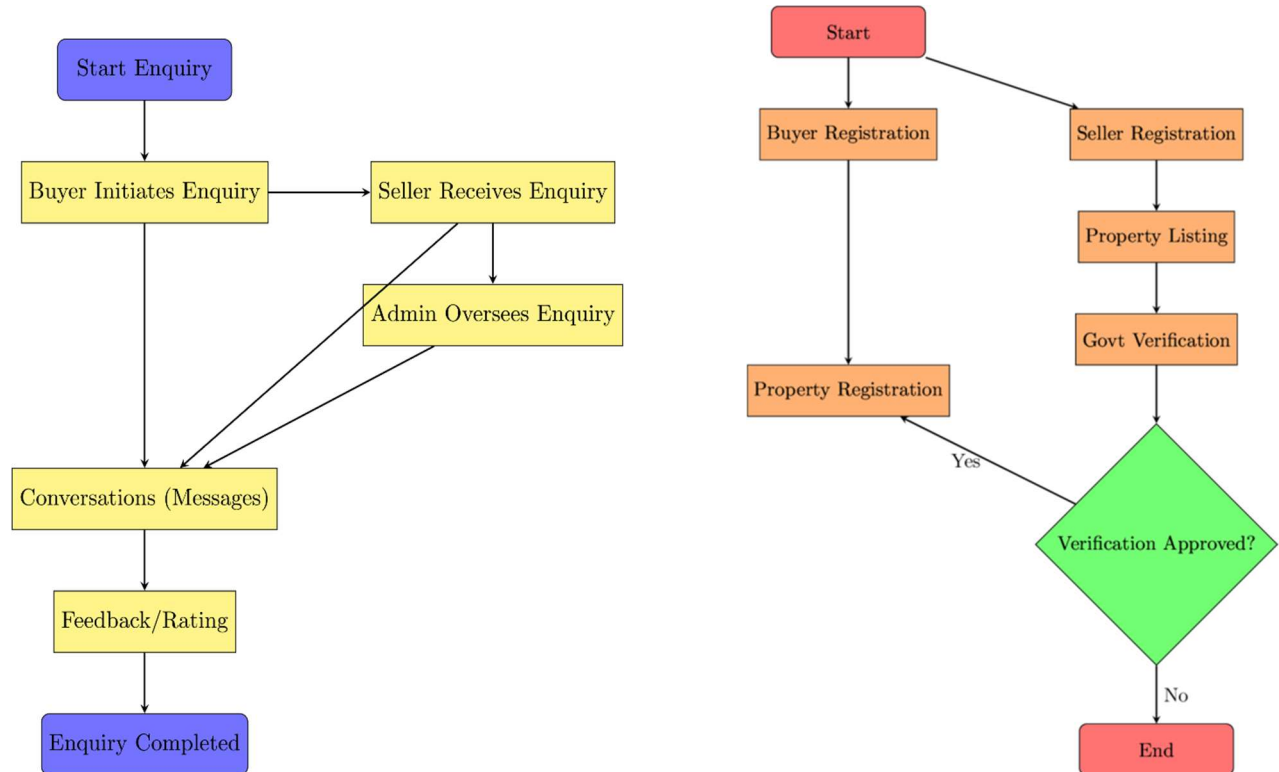 Start Enquiry
Buyer Initiates Enquiry
Seller Receives Enquiry
Admin Oversees Enquiry
Conversations (Messages)
Feedback/Rating
Enquiry Completed
Start
Buyer Registration
Seller Registration
Property Listing
Govt Verification
Property Registration
Yes
Verification Approved?
No
End